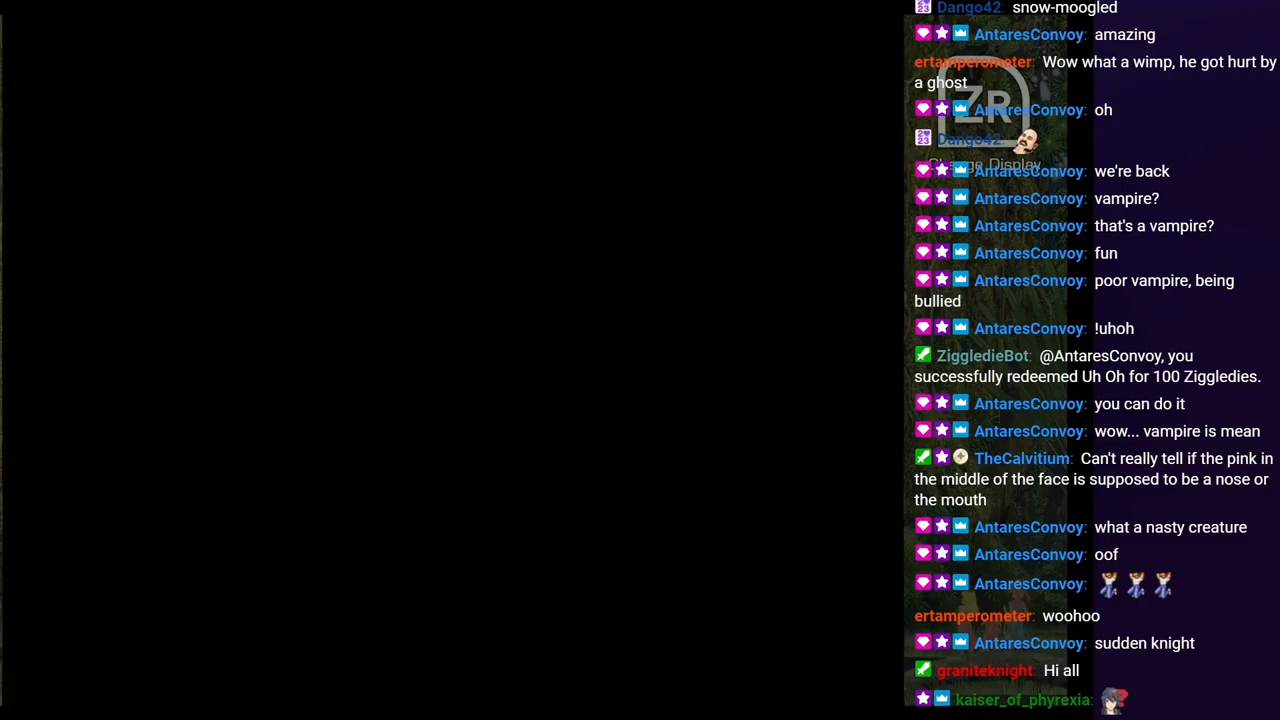 Dango42: snow-moogled
AntaresConvoy: amazing
ertamperometer: Wow what a wimp, he got hurt by
a ghost
ZR
AntaresConvoy: oh
Dango42:
Change Display
AntaresConvoy: we're back
AntaresConvoy: vampire?
AntaresConvoy: that's a vampire?
AntaresConvoy: fun
AntaresConvoy: poor vampire, being
bullied
AntaresConvoy: !uhoh
ZiggledieBot: @AntaresConvoy, you
successfully redeemed Uh Oh for 100 Ziggledies.
AntaresConvoy: you can do it
AntaresConvoy: wow... vampire is mean
TheCalvitium: Can't really tell if the pink in
the middle of the face is supposed to be a nose or
the mouth
AntaresConvoy: what a nasty creature
AntaresConvoy: oof
AntaresConvoy:
ertamperometer: woohoo
AntaresConvoy: sudden knight
graniteknight: Hi all
kaiser_of_phyrexia: